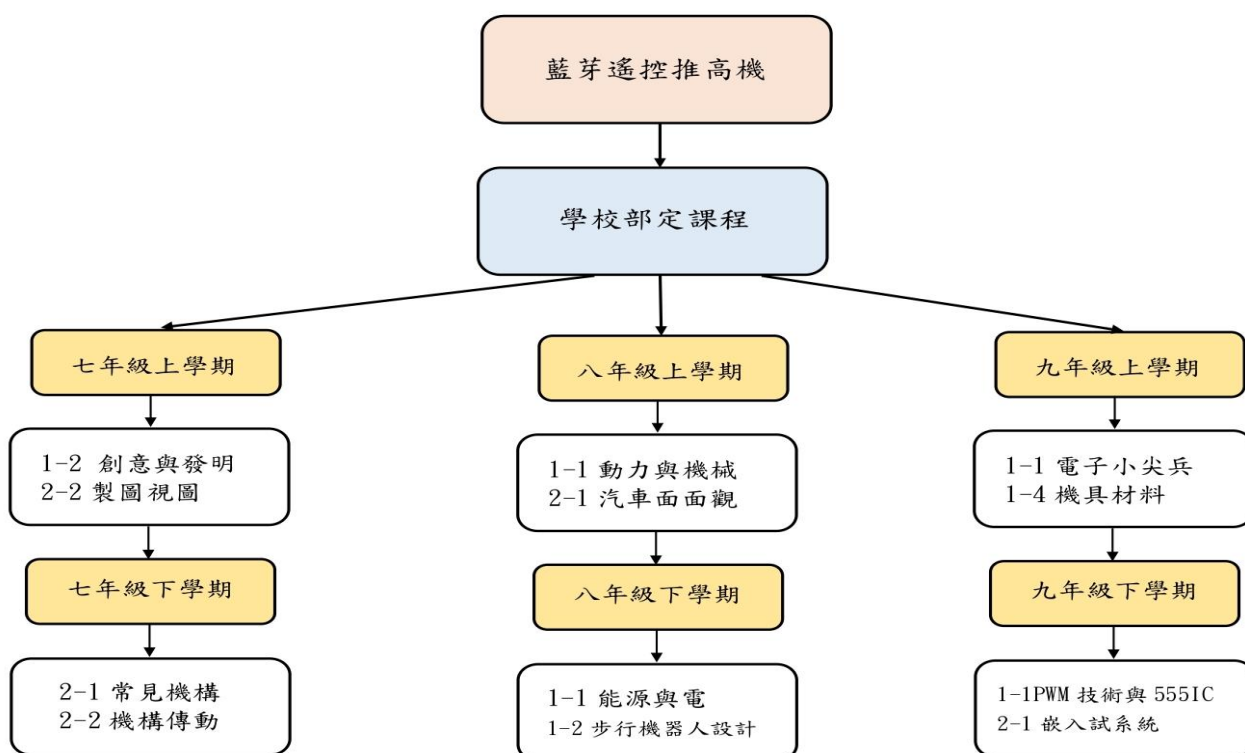 藍芽遙控推高機
學校部定課程
七年級上學期
1-2 創意與發明
2-2 製圖視圖
七年級下學期
2-1 常見機構
2-2 機構傳動
八年級上學期
1-1 動力與機械
2-1 汽車面面觀
八年級下學期
1-1 能源與電
1-2 步行機器人設計
九年級上學期
1-1 電子小尖兵
1-4 機具材料
九年級下學期
1-1PWM 技術與 555IC
2-1 嵌入試系統